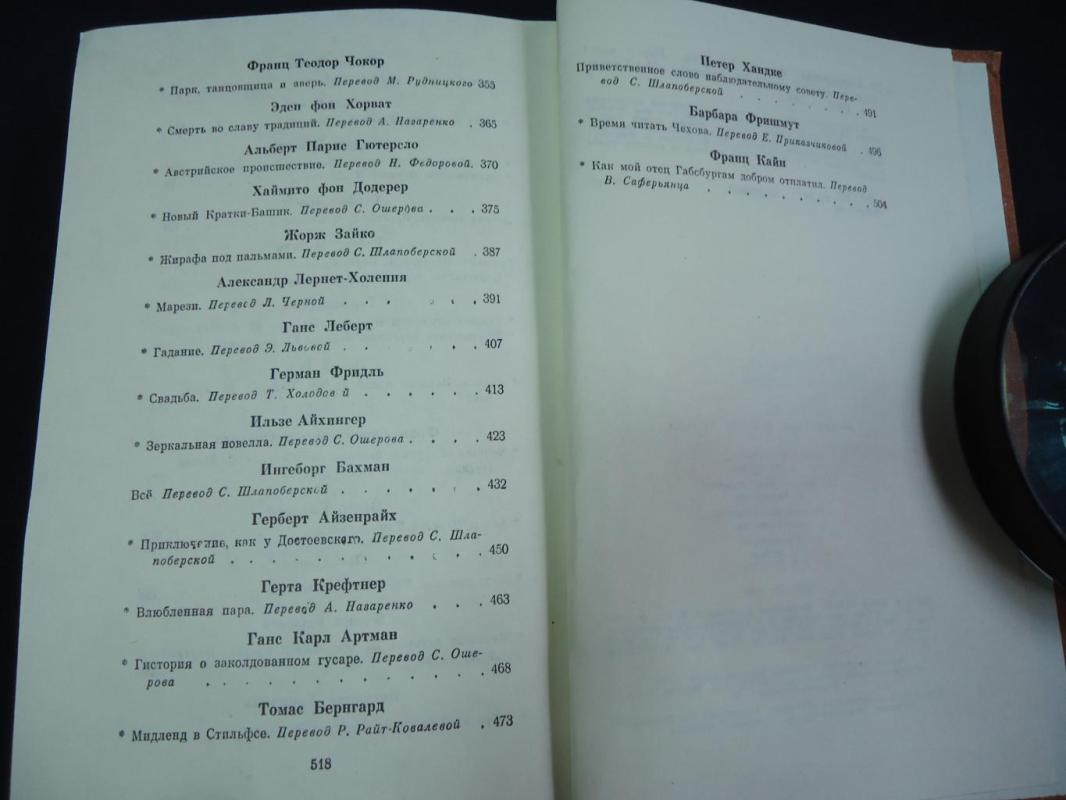 Франц Теодор Чокор
* Парк, танцовщица и зверь. Перевод М. Рудницкого 355
Эден фон Хорват
* Смерть во славу традиций. Перевод А. Назаренко . 365
Альберт Парис Гютерсло
* Австрийское происшествие. Перевод Н. Федоровой. 370
Хаймито фон Додерер
* Новый Кратки-Башик. Перевод С. Ошерова . . . 375
Жорж Зайко
* Жирафа под пальмами. Перевод С. Шлапоберской . 387
Александр Лернет-Холения
* Марези. Перевод Л. Черной . . . . . . 391
Ганс Леберт
* Гадание. Перевод Э. Львовой . . . . . . 407
Герман Фридль
* Свадьба. Перевод Т. Холодовой . . . . . . 413
Ильзе Айхингер
* Зеркальная новелла. Перевод С. Ошерова . . . . 423
Ингеборг Бахман
Всё Перевод С. Шлапоберской . . . . . . 432
Герберт Айзенрайх
* Приключение, как у Достоевского. Перевод С. Шла-
поберской . . . . . . . . . . 450
Герта Крефтнер
* Влюбленная пара. Перевод А. Назаренко . . . 463
Ганс Карл Артман
* Гистория о заколдованном гусаре. Перевод С. Оше-
рова . . . . . . . . . . . 468
Томас Бернгард
* Мидленд в Стильфсе. Перевод Р. Райт-Ковалевой . 473
518
Петер Хандке
Приветственное слово наблюдательному совету. Пере-
вод С. Шлапоберской . . . . . . . 491
Барбара Фришмут
* Время читать Чехова. Перевод Е. Приказчиковой . 496
Франц Кайн
* Как мой отец Габсбургам добром отплатил. Перевод
В. Саферьянца . . . . . . . . . . 504